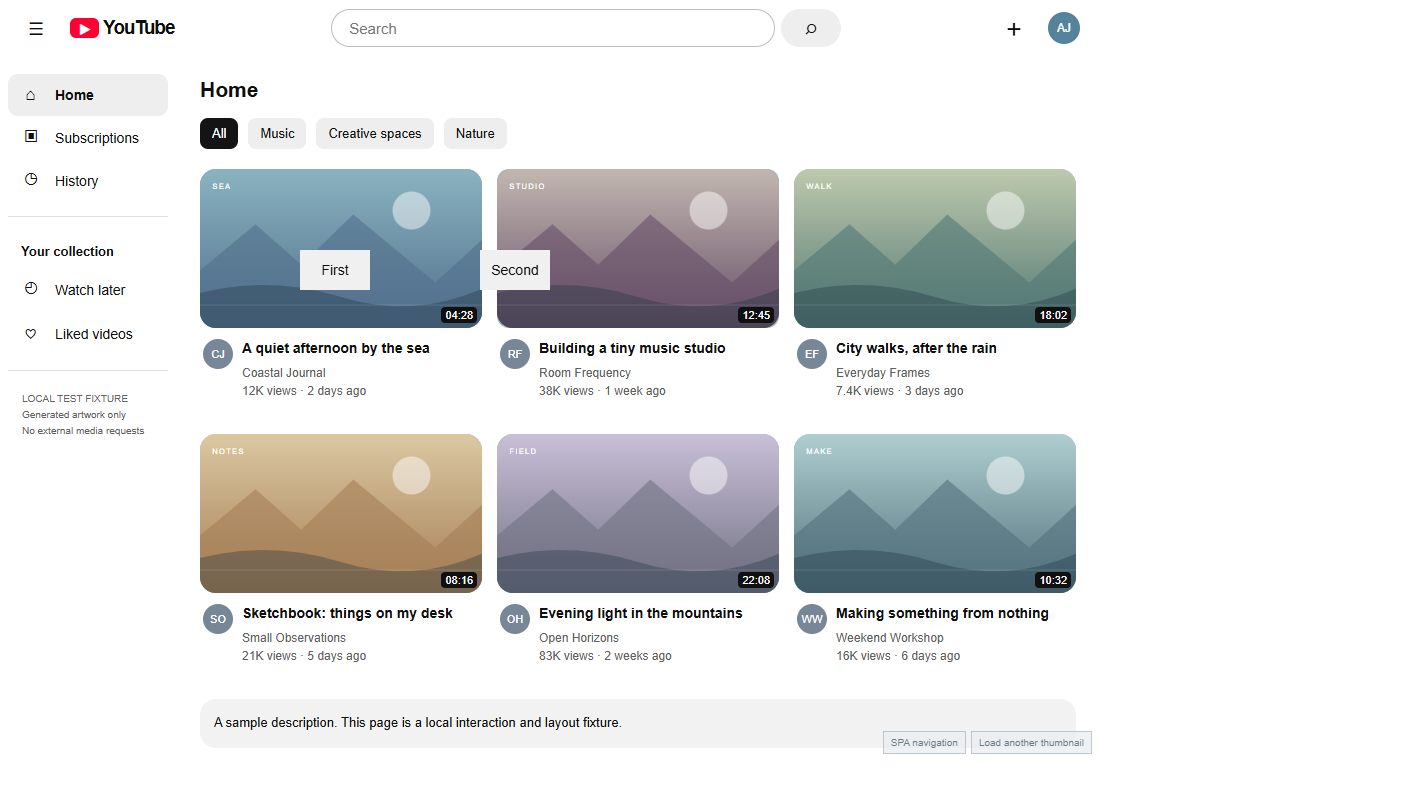 YouTube
Search
AJ
Home
Subscriptions
History
Your collection
Watch later
Liked videos
LOCAL TEST FIXTURE
Generated artwork only
No external media requests
Home
All
Music
Creative spaces
Nature
SEA
First
04:28
CJ
A quiet afternoon by the sea
Coastal Journal
12K views · 2 days ago
STUDIO
Second
12:45
RF
Building a tiny music studio
Room Frequency
38K views · 1 week ago
WALK
18:02
EF
City walks, after the rain
Everyday Frames
7.4K views · 3 days ago
NOTES
08:16
SO
Sketchbook: things on my desk
Small Observations
21K views · 5 days ago
FIELD
22:08
OH
Evening light in the mountains
Open Horizons
83K views · 2 weeks ago
MAKE
10:32
WW
Making something from nothing
Weekend Workshop
16K views · 6 days ago
A sample description. This page is a local interaction and layout fixture.
SPA navigation
Load another thumbnail